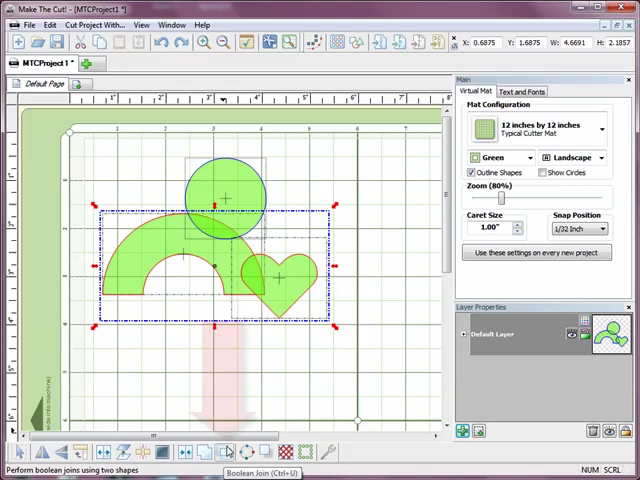 Make The Cut! - [MTCProject1 *]
File Edit Cut Project With... View Window Help
X: 0.6875 Y: 1.6875 W: 4.6691 H: 2.1857
MTCProject 1 *
Default Page
Main
Virtual Mat Text and Fonts
Mat Configuration
12 inches by 12 inches
Typical Cutter Mat
Green Landscape
Outline Shapes Show Circles
Zoom (80%)
Caret Size Snap Position
1.00" 1/32 Inch
Use these settings on every new project
Layer Properties
Default Layer
side into machine)
Perform boolean joins using two shapes
Boolean Join (Ctrl+U)